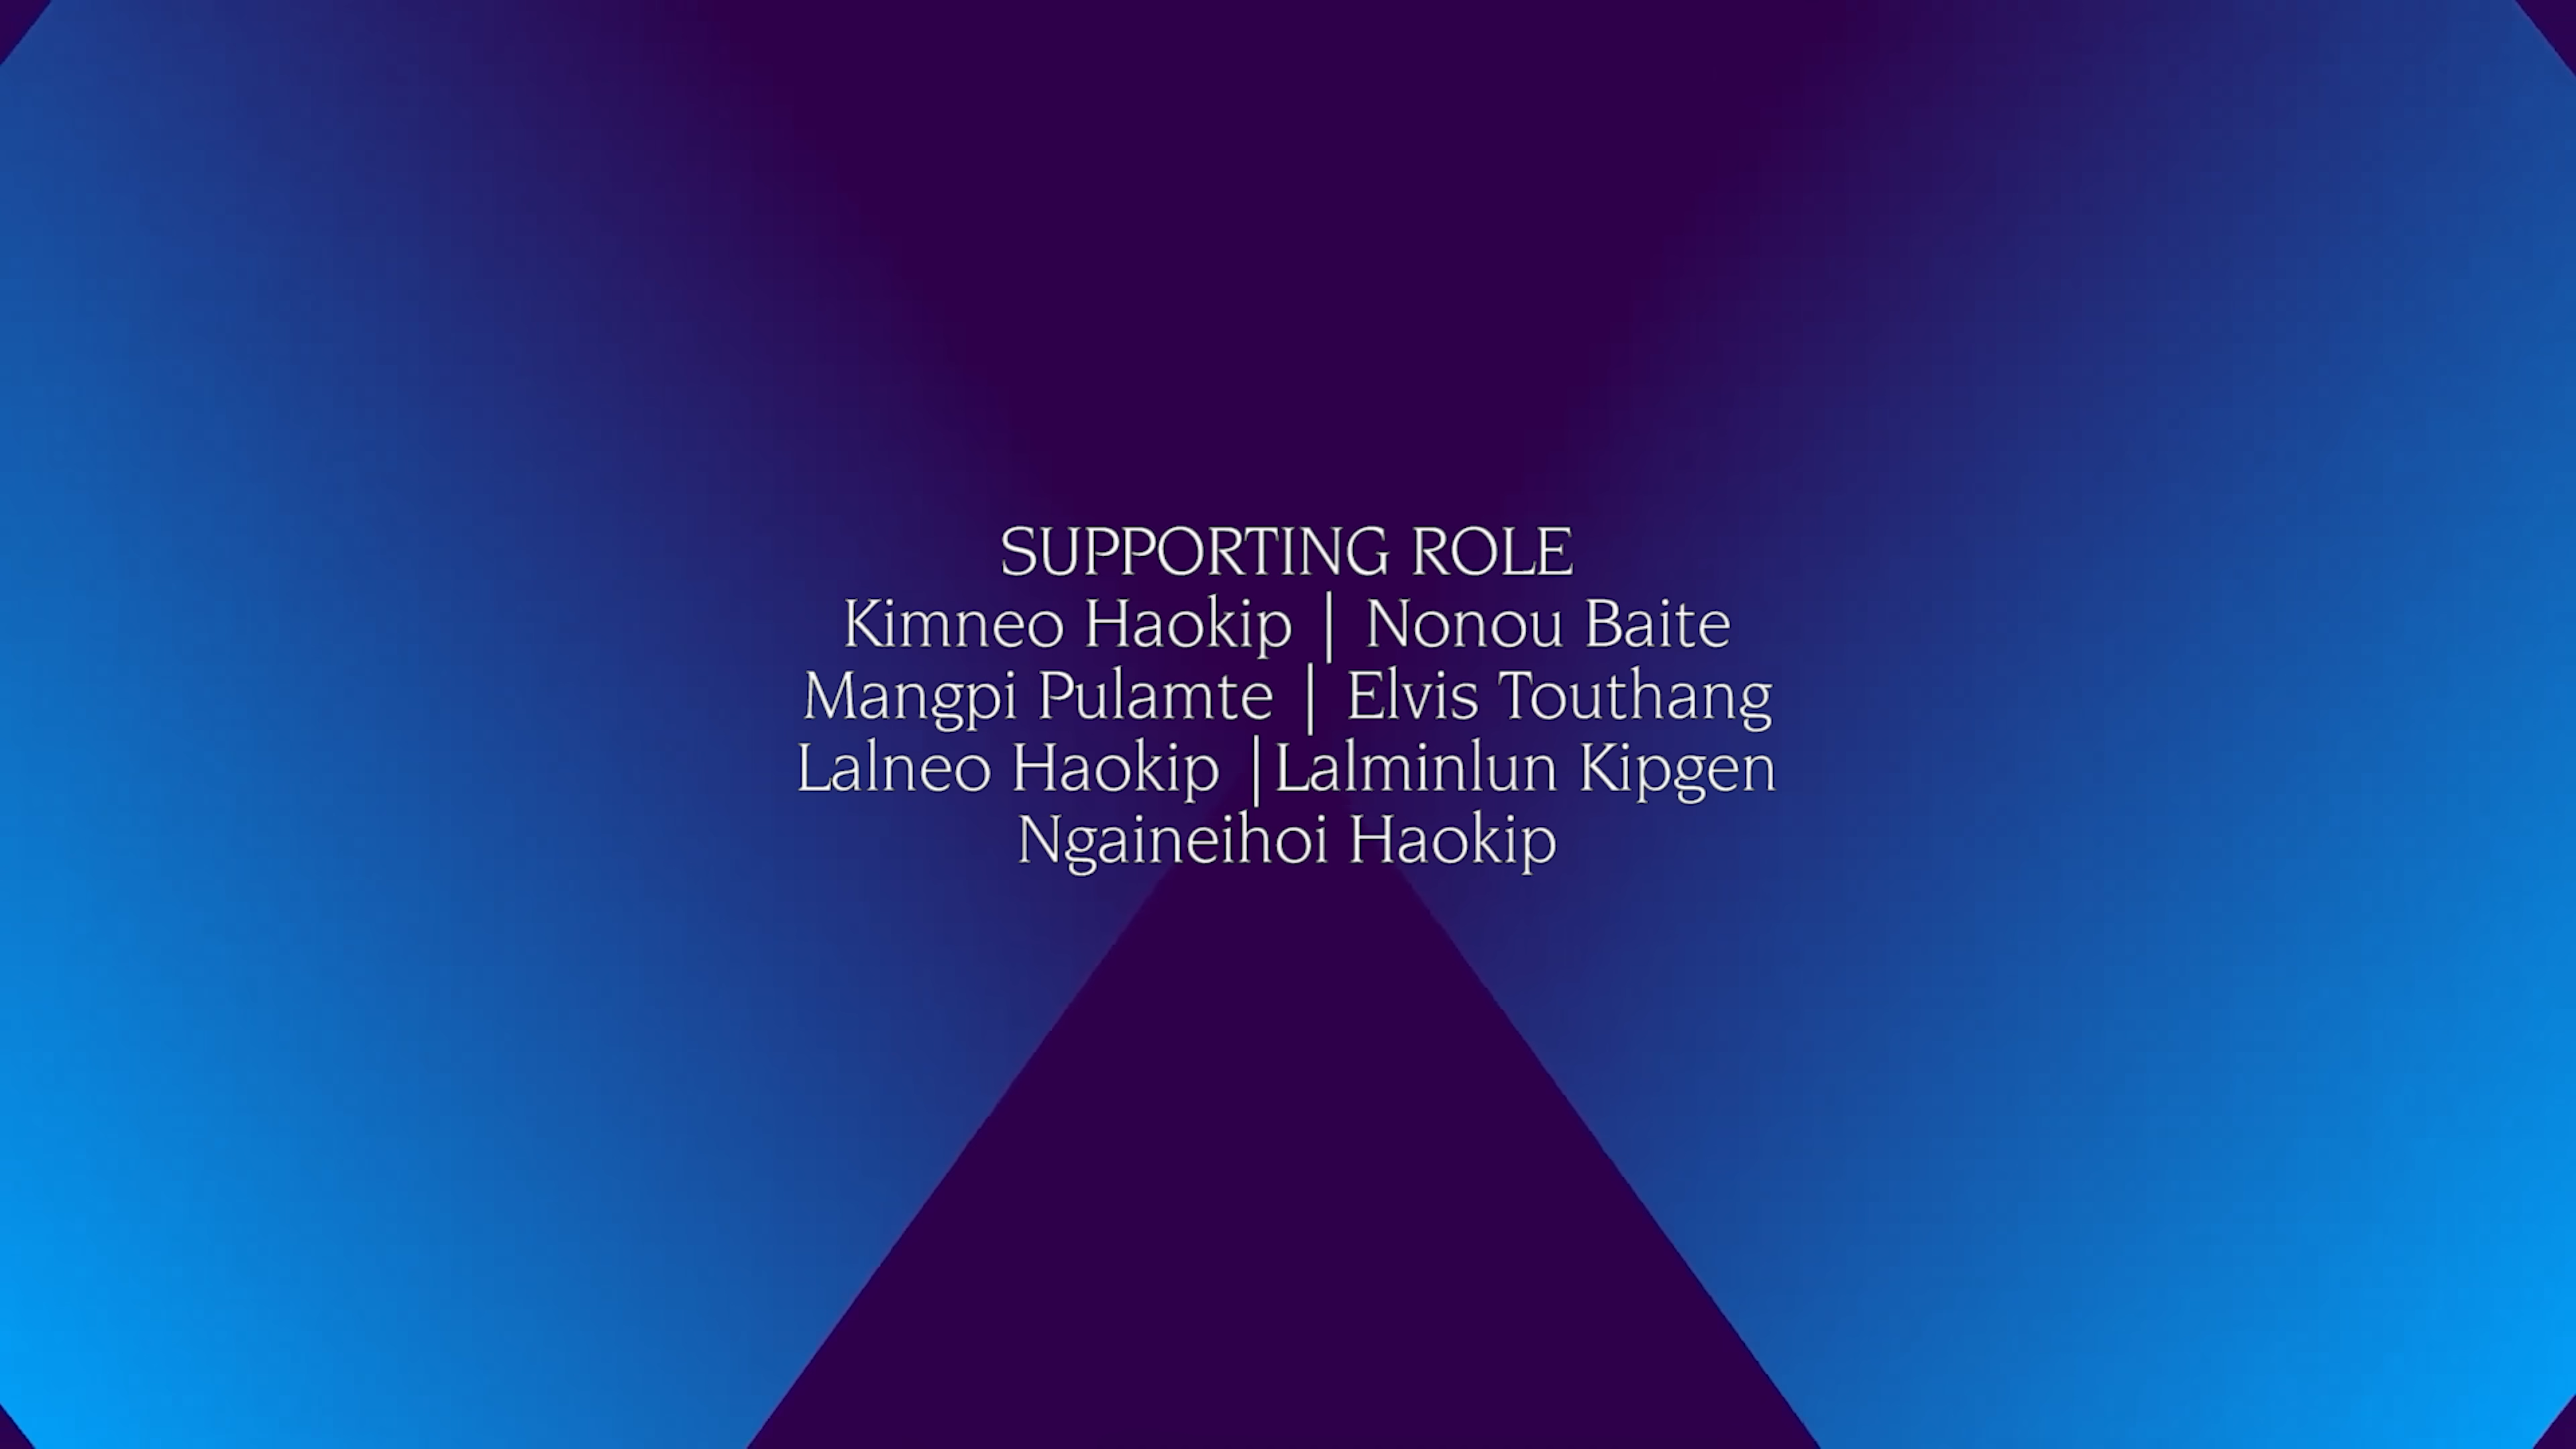 SUPPORTING ROLE
Kimneo Haokip | Nonou Baite
Mangpi Pulamte | Elvis Touthang
Lalneo Haokip |Lalminlun Kipgen
Ngaineihoi Haokip